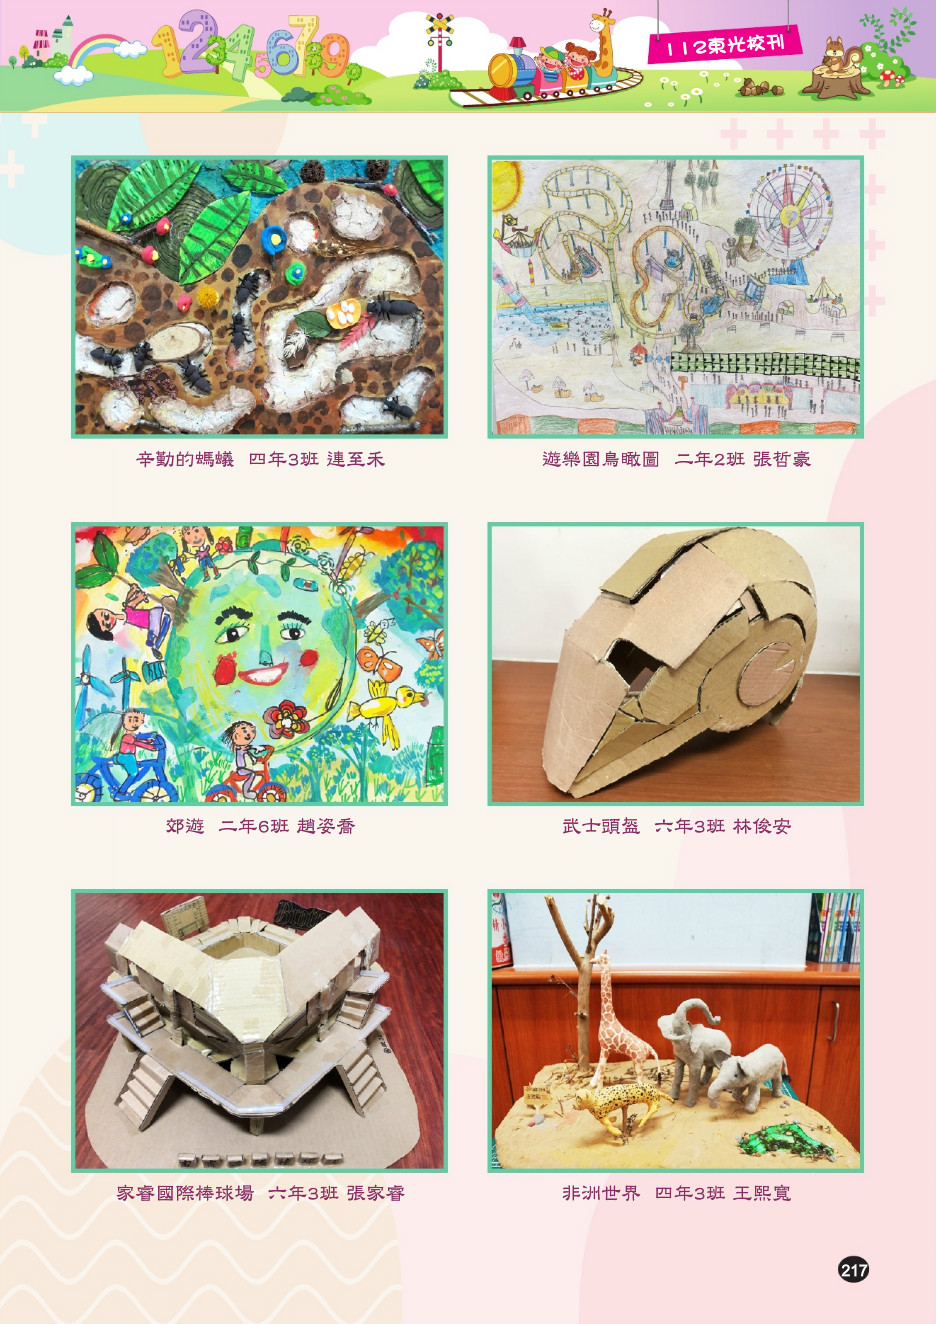 112東光校刊
辛勤的螞蟻 四年3班 連至禾
遊樂園鳥瞰圖 二年2班 張哲豪
郊遊 二年6班 趙姿喬
武士頭盔 六年3班 林俊安
家睿國際棒球場 六年3班 張家睿
非洲世界 四年3班 王熙寬
217